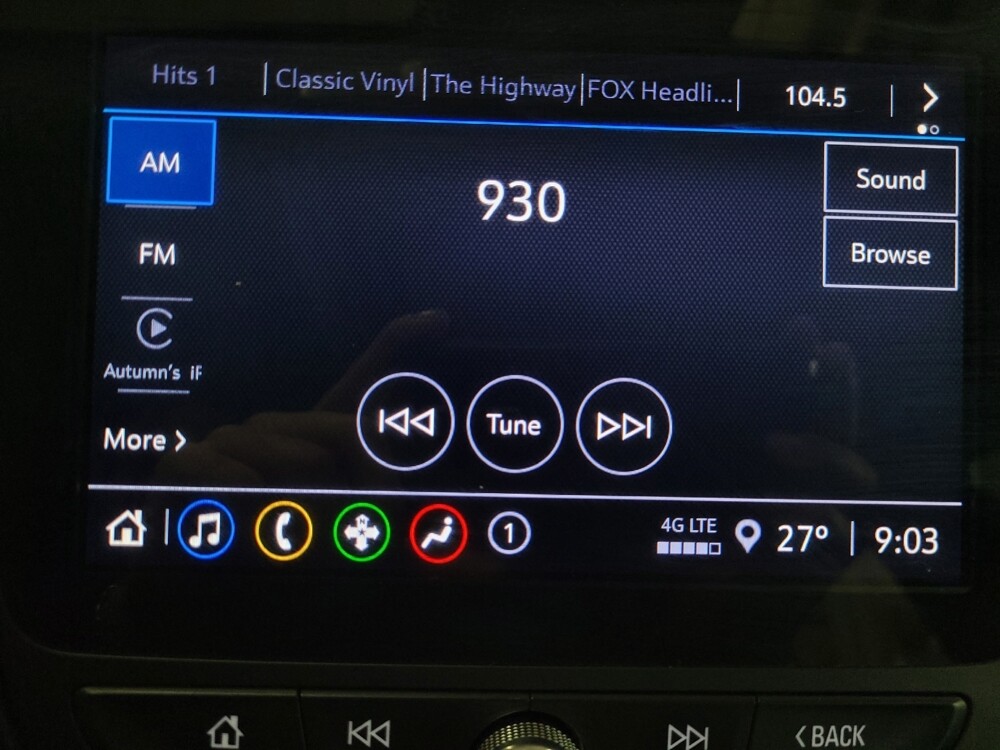 Hits 1 | Classic Vinyl | The Highway | FOX Headli... | 104.5 | >
AM
930
Sound
FM
Browse
Autumn's iF
More >
Tune
N
1
4G LTE
27° | 9:03
< BACK